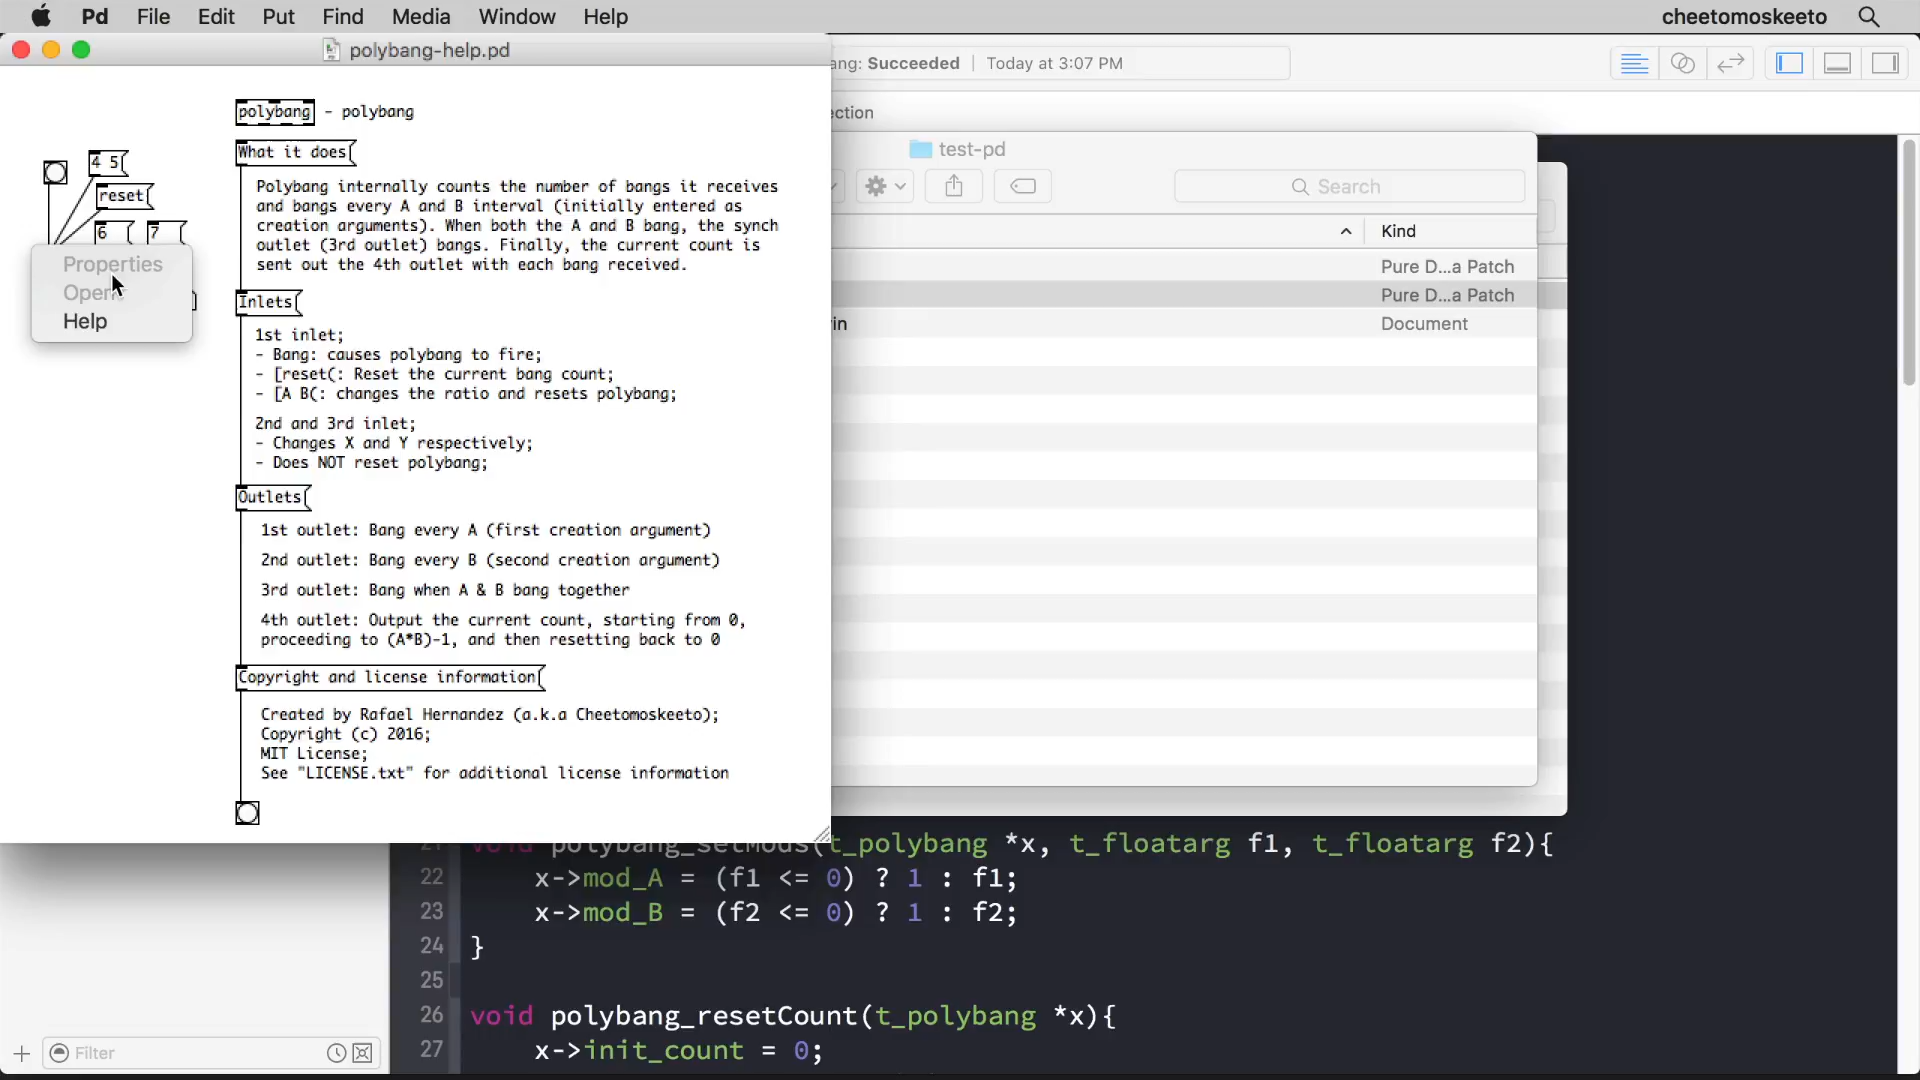 Pd File Edit Put Find Media Window Help cheetomoskeeto
polybang-help.pd
ang: Succeeded | Today at 3:07 PM
ection
test-pd
Search
Kind
Pure D...a Patch
Pure D...a Patch
in Document
polybang - polybang
What it does
Polybang internally counts the number of bangs it receives
and bangs every A and B interval (initially entered as
creation arguments). When both the A and B bang, the synch
outlet (3rd outlet) bangs. Finally, the current count is
sent out the 4th outlet with each bang received.
4 5
reset
6 7
Properties
Open
Help
Inlets
1st inlet;
- Bang: causes polybang to fire;
- [reset(: Reset the current bang count;
- [A B(: changes the ratio and resets polybang;
2nd and 3rd inlet;
- Changes X and Y respectively;
- Does NOT reset polybang;
Outlets
1st outlet: Bang every A (first creation argument)
2nd outlet: Bang every B (second creation argument)
3rd outlet: Bang when A & B bang together
4th outlet: Output the current count, starting from 0,
proceeding to (A*B)-1, and then resetting back to 0
Copyright and license information
Created by Rafael Hernandez (a.k.a Cheetomoskeeto);
Copyright (c) 2016;
MIT License;
See "LICENSE.txt" for additional license information
21 void polybang_setMods(t_polybang *x, t_floatarg f1, t_floatarg f2){
22 x->mod_A = (f1 <= 0) ? 1 : f1;
23 x->mod_B = (f2 <= 0) ? 1 : f2;
24 }
25
26 void polybang_resetCount(t_polybang *x){
27 x->init_count = 0;
Filter